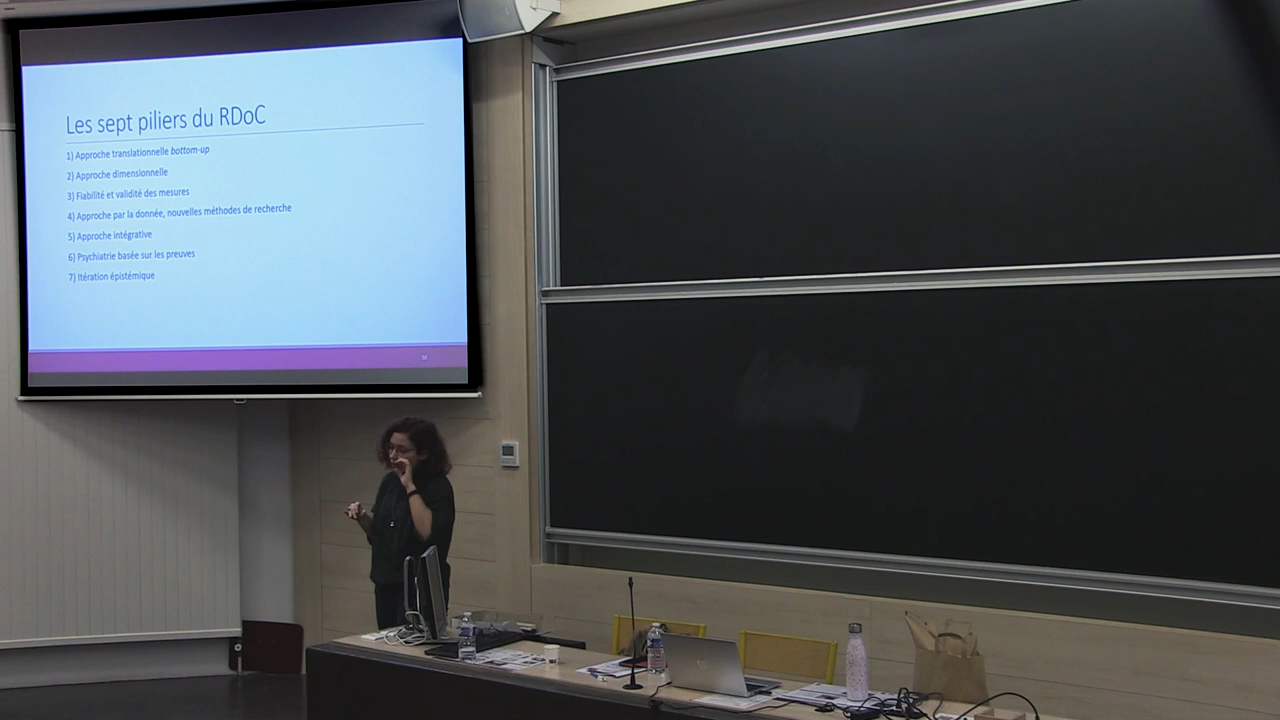 Les sept piliers du RDoC
1) Approche translationnelle bottom-up
2) Approche dimensionnelle
3) Fiabilité et validité des mesures
4) Approche par la donnée, nouvelles méthodes de recherche
5) Approche intégrative
6) Psychiatrie basée sur les preuves
7) Itération épistémique